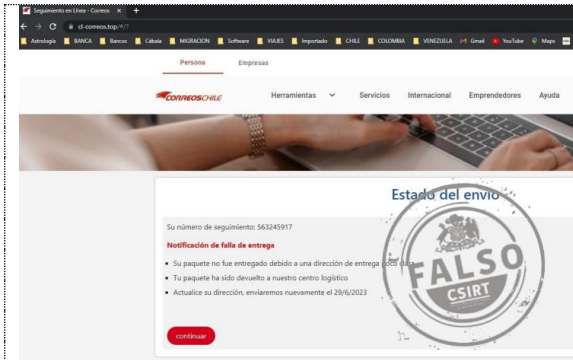 Seguimiento en Línea - Correos
cl-correos.top/#/?
Astrología BANCA Bancos Cábala MIGRACION Software VIAJES Importado CHILE COLOMBIA VENEZUELA Gmail YouTube Maps
Persona Empresas
CORREOSCHILE Herramientas Servicios Internacional Emprendedores Ayuda
Estado del envío
Su número de seguimiento: 563245917
Notificación de falla de entrega
Su paquete no fue entregado debido a una dirección de entrega poco clara
Tu paquete ha sido devuelto a nuestro centro logístico
Actualice su dirección, enviaremos nuevamente el 29/6/2023
FALSO
CSIRT
continuar